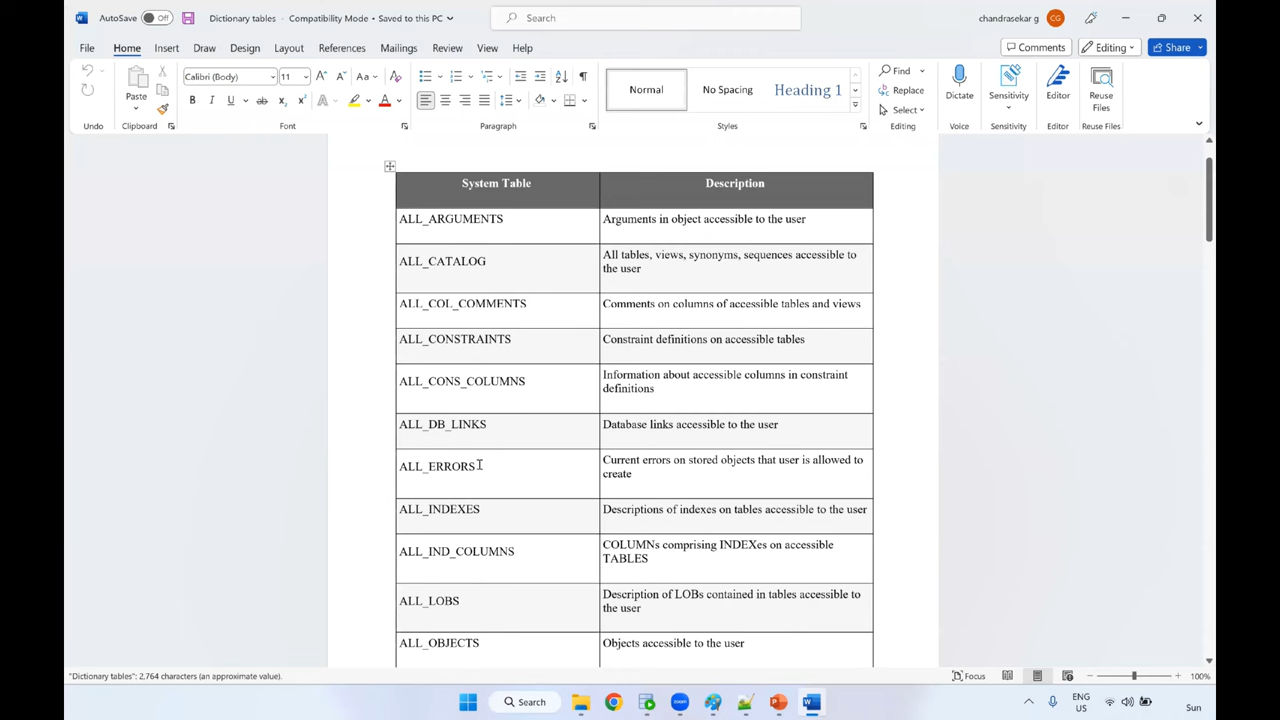 AutoSave Off Dictionary tables - Compatibility Mode • Saved to this PC Search chandrasekar g CG
File Home Insert Draw Design Layout References Mailings Review View Help Comments Editing Share
Calibri (Body) 11 Aa
Paste
Normal No Spacing Heading 1
Find
Replace
Select
Dictate Sensitivity Editor Reuse Files
Undo Clipboard Font Paragraph Styles Editing Voice Sensitivity Editor Reuse Files
System Table Description
ALL_ARGUMENTS Arguments in object accessible to the user
ALL_CATALOG All tables, views, synonyms, sequences accessible to
the user
ALL_COL_COMMENTS Comments on columns of accessible tables and views
ALL_CONSTRAINTS Constraint definitions on accessible tables
ALL_CONS_COLUMNS Information about accessible columns in constraint
definitions
ALL_DB_LINKS Database links accessible to the user
ALL_ERRORS Current errors on stored objects that user is allowed to
create
ALL_INDEXES Descriptions of indexes on tables accessible to the user
ALL_IND_COLUMNS COLUMNs comprising INDEXes on accessible
TABLES
ALL_LOBS Description of LOBs contained in tables accessible to
the user
ALL_OBJECTS Objects accessible to the user
"Dictionary tables": 2,764 characters (an approximate value). Focus 100%
Search ENG
US Sun